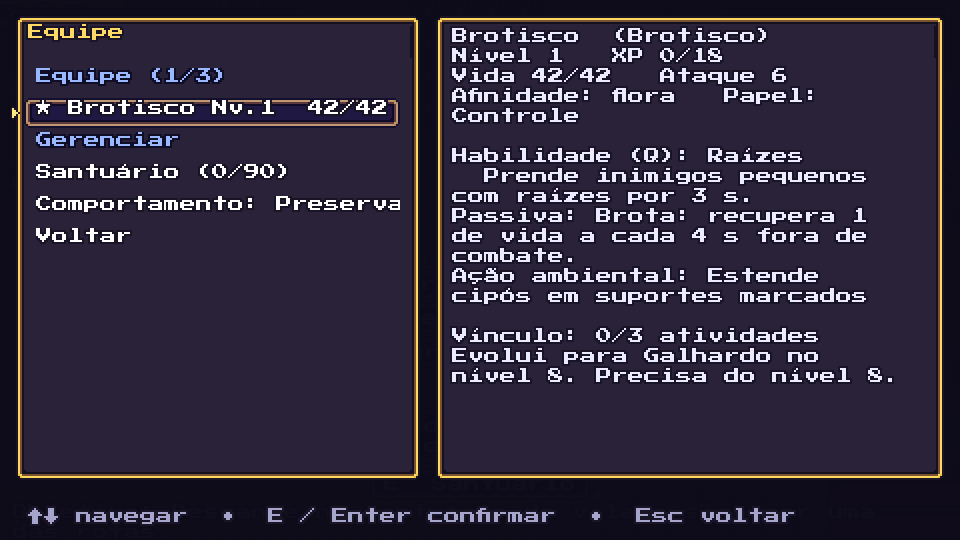 Equipe
Equipe (1/3)
★ Brotisco Nv.1 42/42
Gerenciar
Santuário (0/90)
Comportamento: Preserva
Voltar
Brotisco (Brotisco)
Nível 1 XP 0/18
Vida 42/42 Ataque 6
Afinidade: flora Papel:
Controle
Habilidade (Q): Raízes
Prende inimigos pequenos
com raízes por 3 s.
Passiva: Brota: recupera 1
de vida a cada 4 s fora de
combate.
Ação ambiental: Estende
cipós em suportes marcados
Vínculo: 0/3 atividades
Evolui para Galhardo no
nível 8. Precisa do nível 8.
↑↓ navegar • E / Enter confirmar • Esc voltar